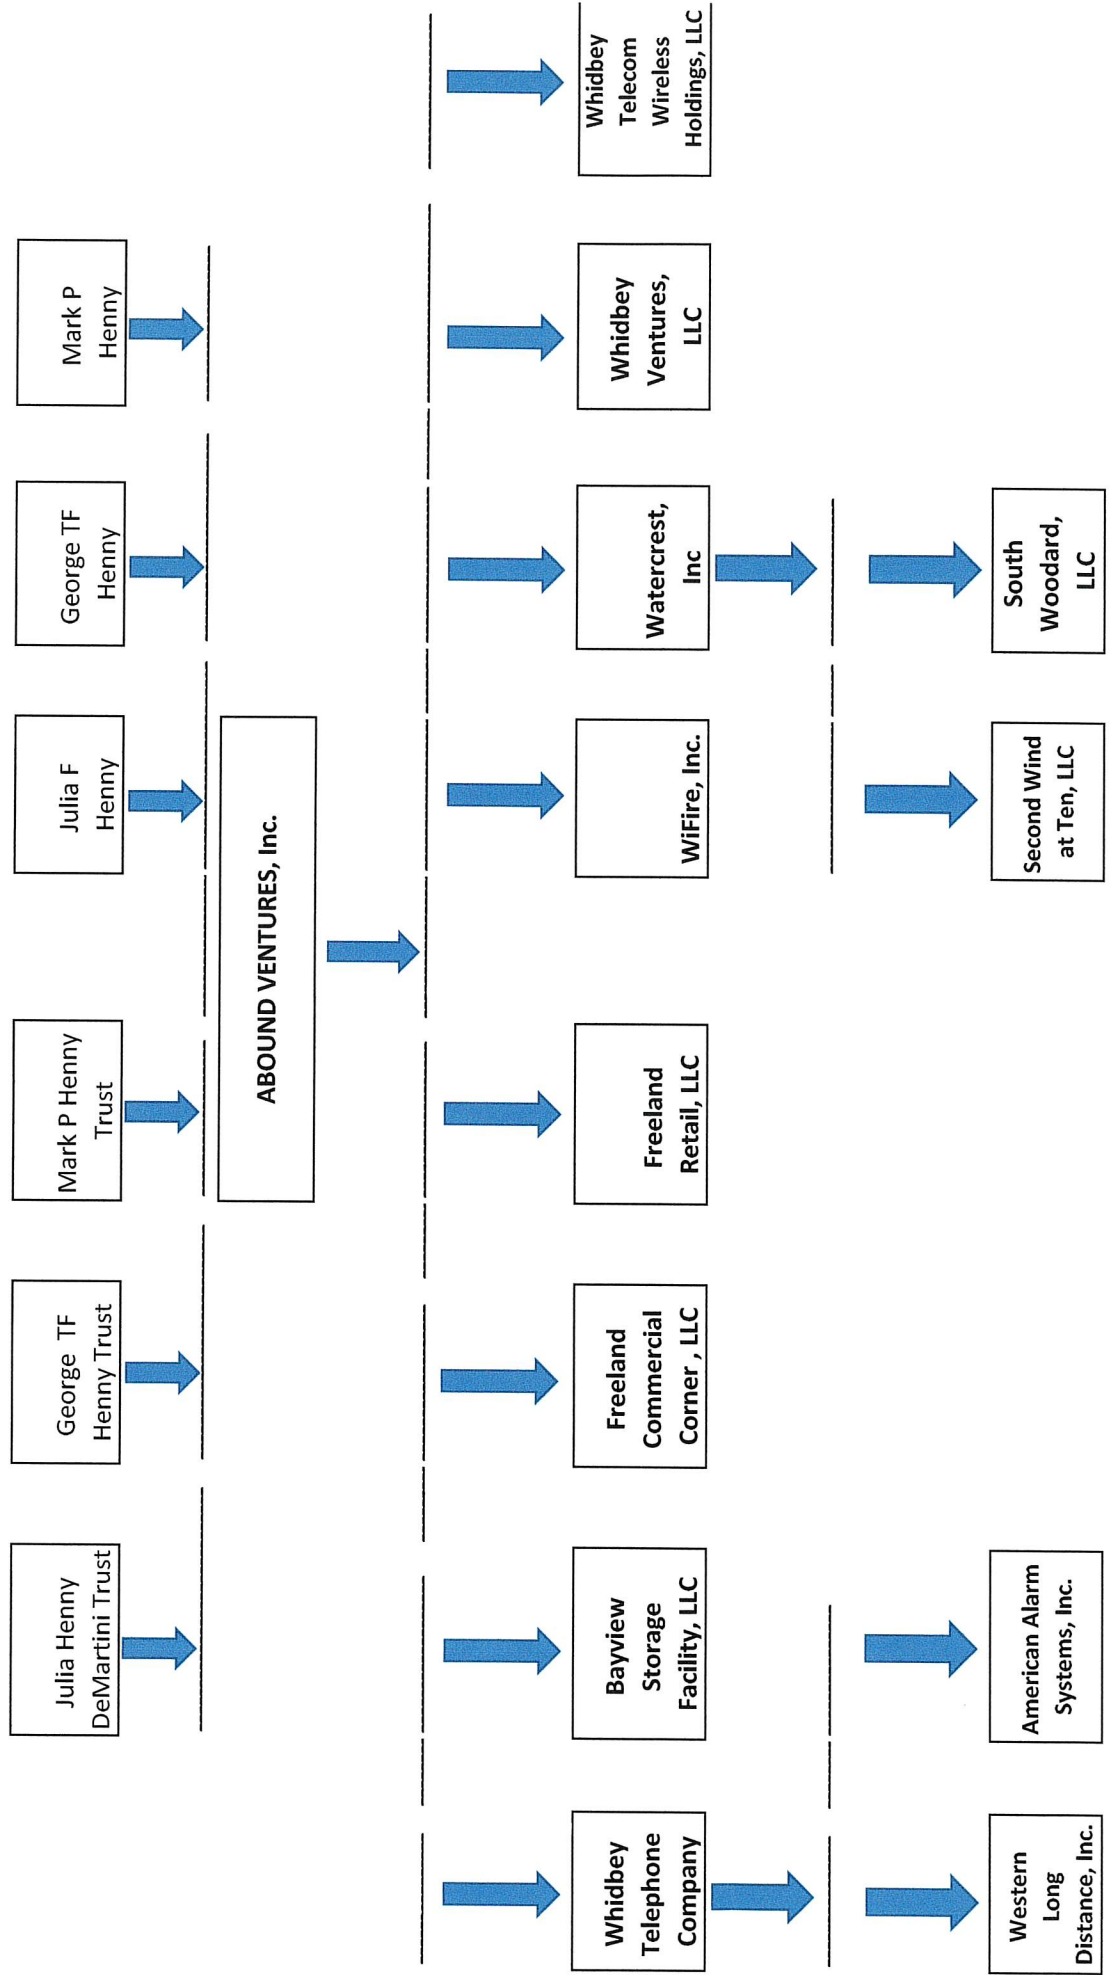 Julia Henny
DeMartini Trust
George TF
Henny Trust
Mark P Henny
Trust
Julia F
Henny
George TF
Henny
Mark P
Henny
ABOUND VENTURES, Inc.
Whidbey
Telephone
Company
Bayview
Storage
Facility, LLC
Freeland
Commercial
Corner , LLC
Freeland
Retail, LLC
WiFire, Inc.
Watercrest,
Inc
Whidbey
Ventures,
LLC
Whidbey
Telecom
Wireless
Holdings, LLC
Western
Long
Distance, Inc.
American Alarm
Systems, Inc.
Second Wind
at Ten, LLC
South
Woodard,
LLC